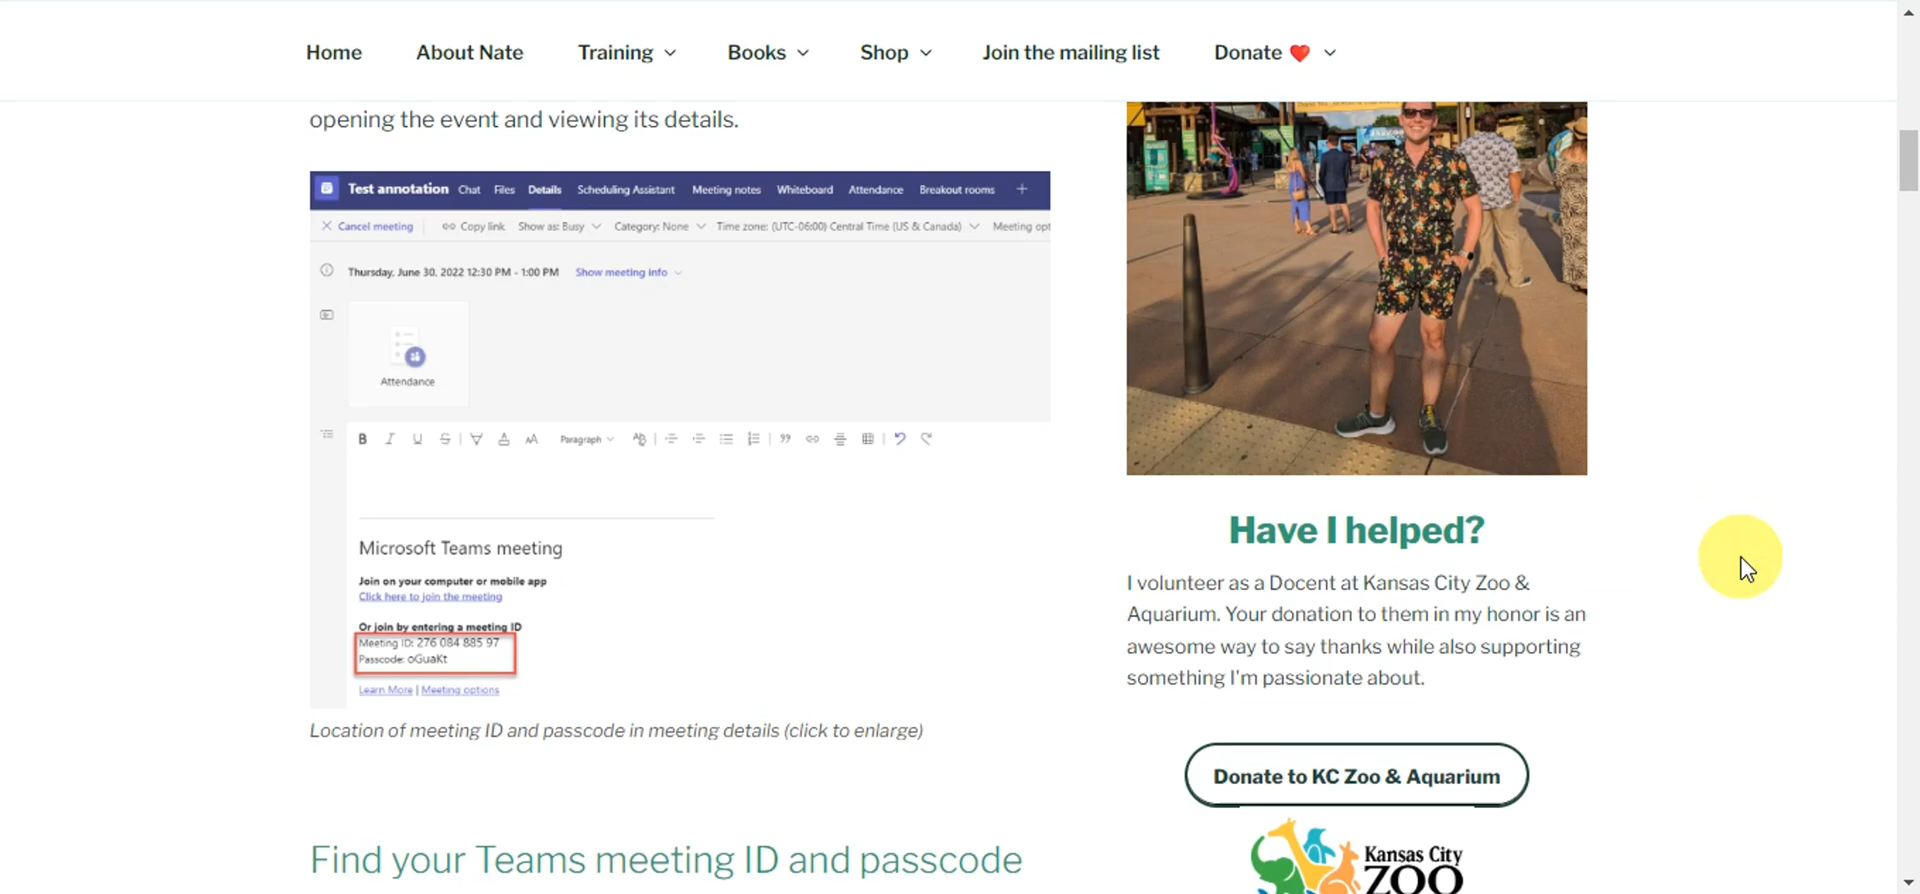 Home About Nate Training Books Shop Join the mailing list Donate
opening the event and viewing its details.
Test annotation Chat Files Details Scheduling Assistant Meeting notes Whiteboard Attendance Breakout rooms
Cancel meeting Copy link Show as: Busy Category: None Time zone: (UTC-06:00) Central Time (US & Canada) Meeting opt
Thursday, June 30, 2022 12:30 PM - 1:00 PM Show meeting info
Attendance
B I U S Paragraph
Microsoft Teams meeting
Join on your computer or mobile app
Click here to join the meeting
Or join by entering a meeting ID
Meeting ID: 276 084 885 97
Passcode: oGuaKt
Learn More | Meeting options
Location of meeting ID and passcode in meeting details (click to enlarge)
Find your Teams meeting ID and passcode
Have I helped?
I volunteer as a Docent at Kansas City Zoo &
Aquarium. Your donation to them in my honor is an
awesome way to say thanks while also supporting
something I'm passionate about.
Donate to KC Zoo & Aquarium
Kansas City
ZOO